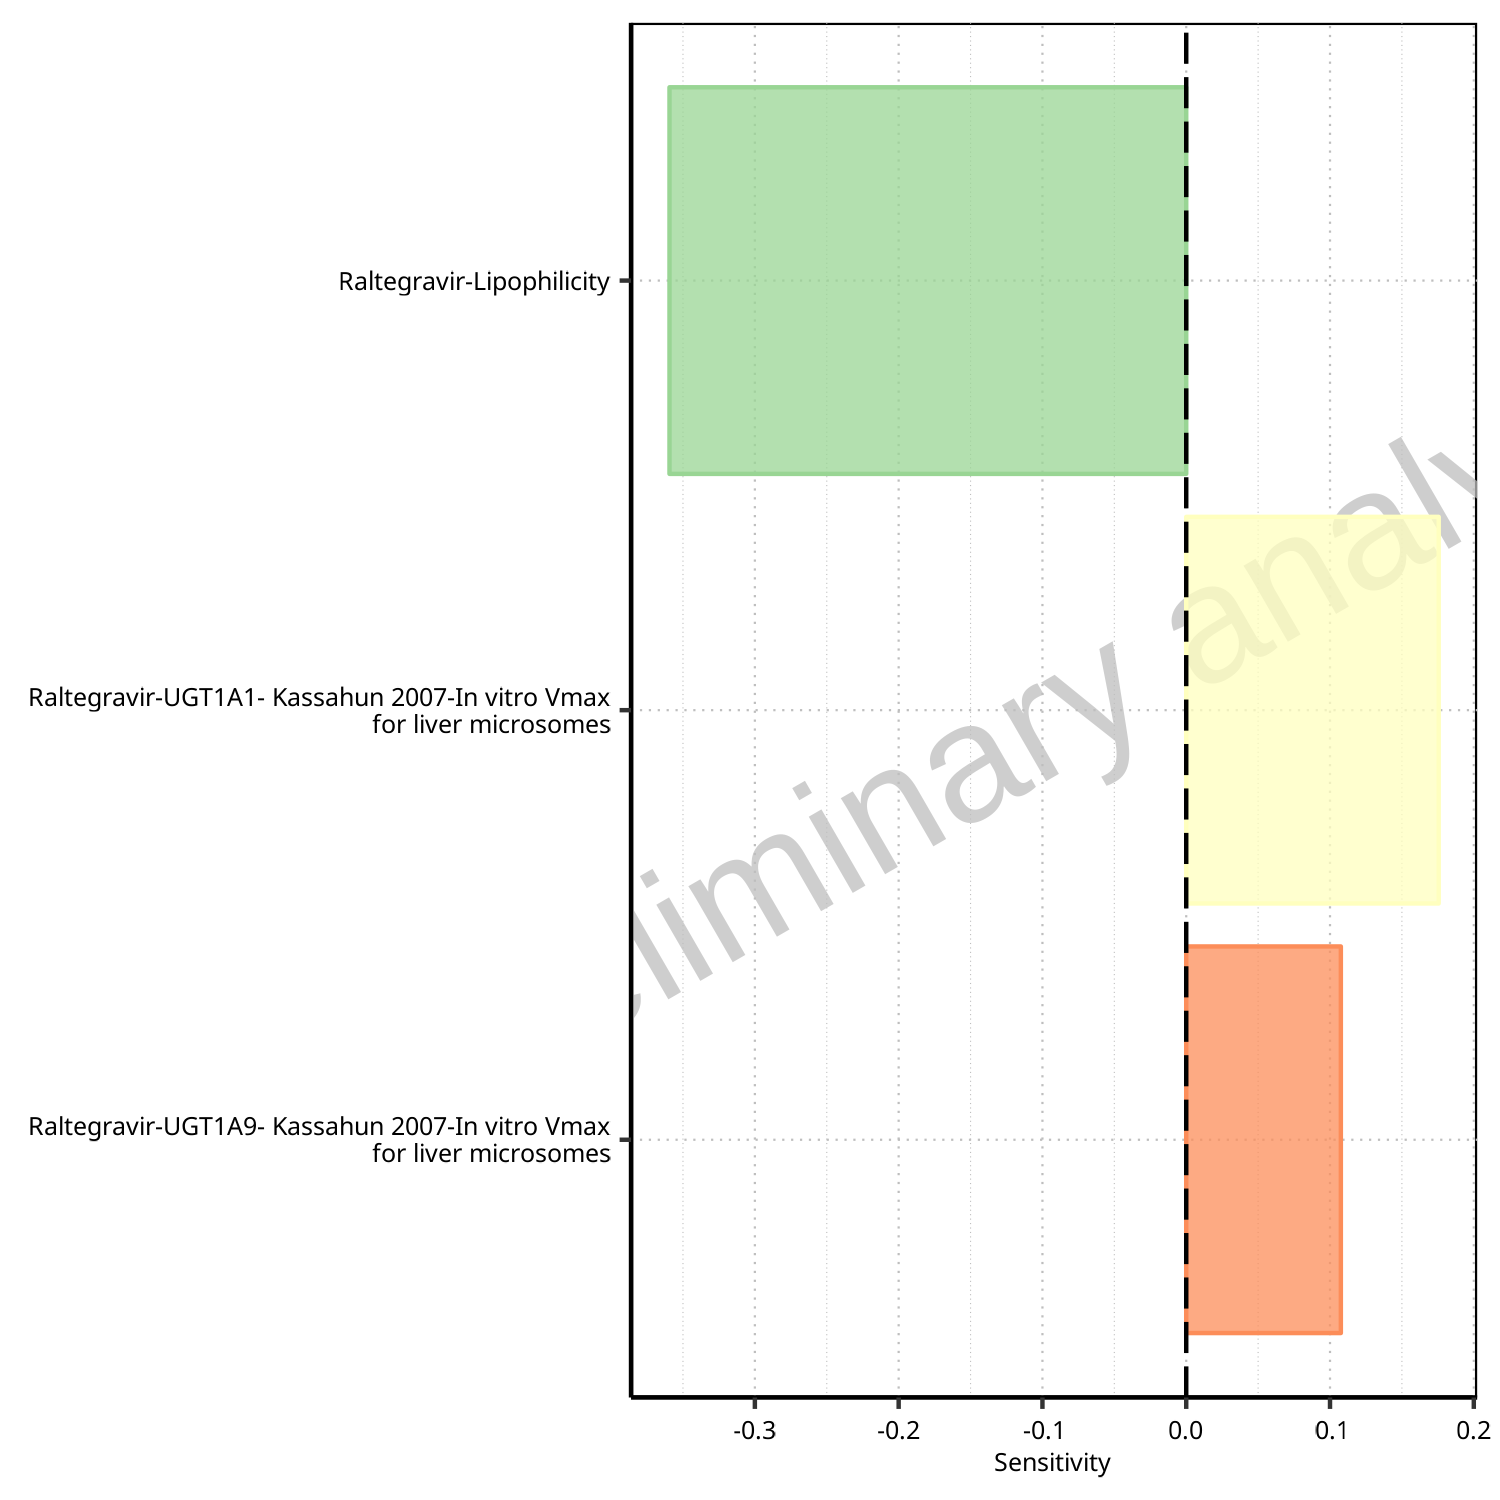 Raltegravir-Lipophilicity
Raltegravir-UGT1A1- Kassahun 2007-In vitro Vmax
for liver microsomes
Raltegravir-UGT1A9- Kassahun 2007-In vitro Vmax
for liver microsomes
liminary analy
-0.3 -0.2 -0.1 0.0 0.1 0.2
Sensitivity